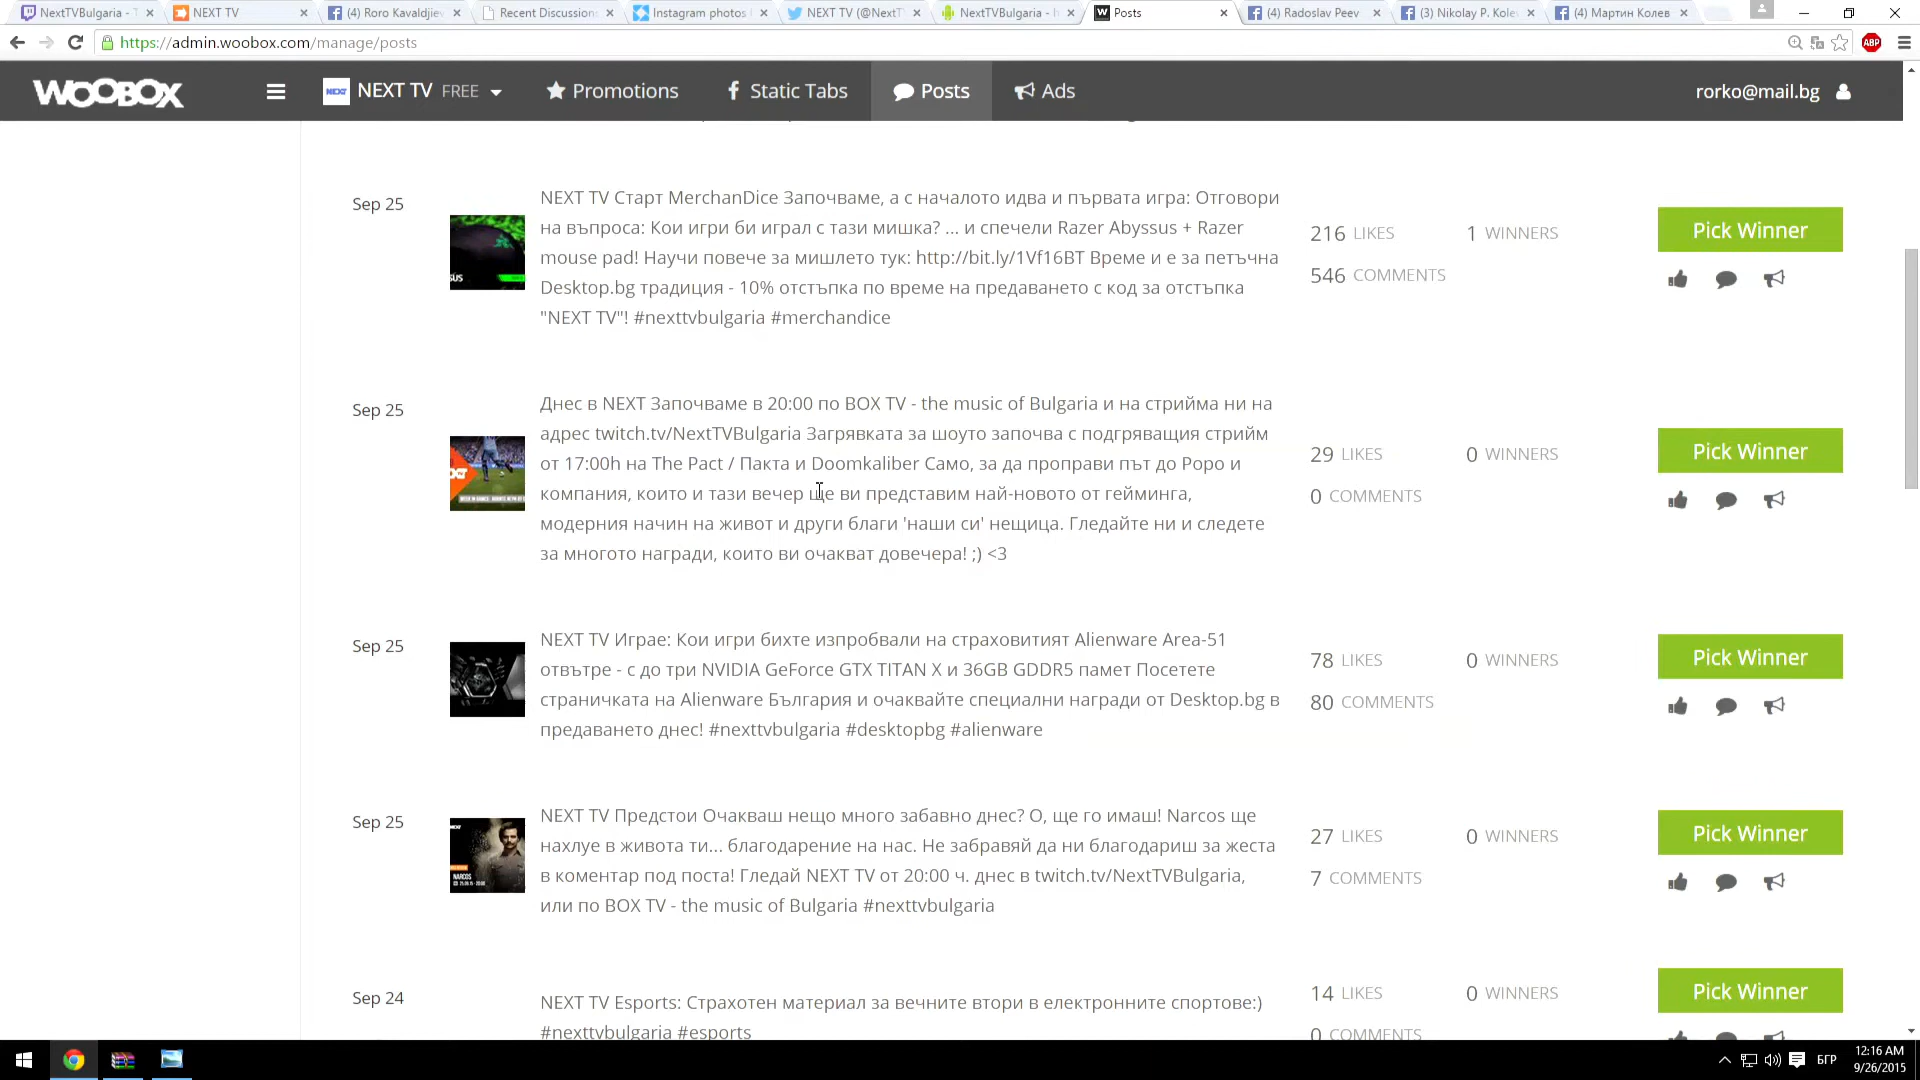 NextTVBulgaria - T
NEXT TV
(4) Roro Kavaldjiev
Recent Discussion
Instagram photos
NEXT TV (@NextT
NextTVBulgaria - h
Posts
(4) Radoslav Peev
(3) Nikolay P. Kole
(4) Мартин Колев
https://admin.woobox.com/manage/posts
ABP
WOOBOX
NEXT TV FREE
Promotions
Static Tabs
Posts
Ads
rorko@mail.bg
Sep 25
NEXT TV Старт MerchanDice Започваме, а с началото идва и първата игра: Отговори
на въпроса: Кои игри би играл с тази мишка? ... и спечели Razer Abyssus + Razer
mouse pad! Научи повече за мишлето тук: http://bit.ly/1Vf16BT Време и е за петъчна
Desktop.bg традиция - 10% отстъпка по време на предаването с код за отстъпка
"NEXT TV"! #nexttvbulgaria #merchandice
216 LIKES
1 WINNERS
546 COMMENTS
Pick Winner
Sep 25
Днес в NEXT Започваме в 20:00 по BOX TV - the music of Bulgaria и на стрийма ни на
адрес twitch.tv/NextTVBulgaria Загрявката за шоуто започва с подгряващия стрийм
от 17:00h на The Pact / Пакта и Doomkaliber Само, за да проправи път до Роро и
компания, които и тази вечер ще ви представим най-новото от гейминга,
модерния начин на живот и други благи 'наши си' нещица. Гледайте ни и следете
за многото награди, които ви очакват довечера! ;) <3
29 LIKES
0 WINNERS
0 COMMENTS
Pick Winner
Sep 25
NEXT TV Играе: Кои игри бихте изпробвали на страховитият Alienware Area-51
отвътре - с до три NVIDIA GeForce GTX TITAN X и 36GB GDDR5 памет Посетете
страничката на Alienware България и очаквайте специални награди от Desktop.bg в
предаването днес! #nexttvbulgaria #desktopbg #alienware
78 LIKES
0 WINNERS
80 COMMENTS
Pick Winner
Sep 25
NARCOS
NEXT TV Предстои Очакваш нещо много забавно днес? О, ще го имаш! Narcos ще
нахлуе в живота ти... благодарение на нас. Не забравяй да ни благодариш за жеста
в коментар под поста! Гледай NEXT TV от 20:00 ч. днес в twitch.tv/NextTVBulgaria,
или по BOX TV - the music of Bulgaria #nexttvbulgaria
27 LIKES
0 WINNERS
7 COMMENTS
Pick Winner
Sep 24
NEXT TV Esports: Страхотен материал за вечните втори в електронните спортове:)
#nexttvbulgaria #esports
14 LIKES
0 WINNERS
0 COMMENTS
Pick Winner
БГР
12:16 AM
9/26/2015